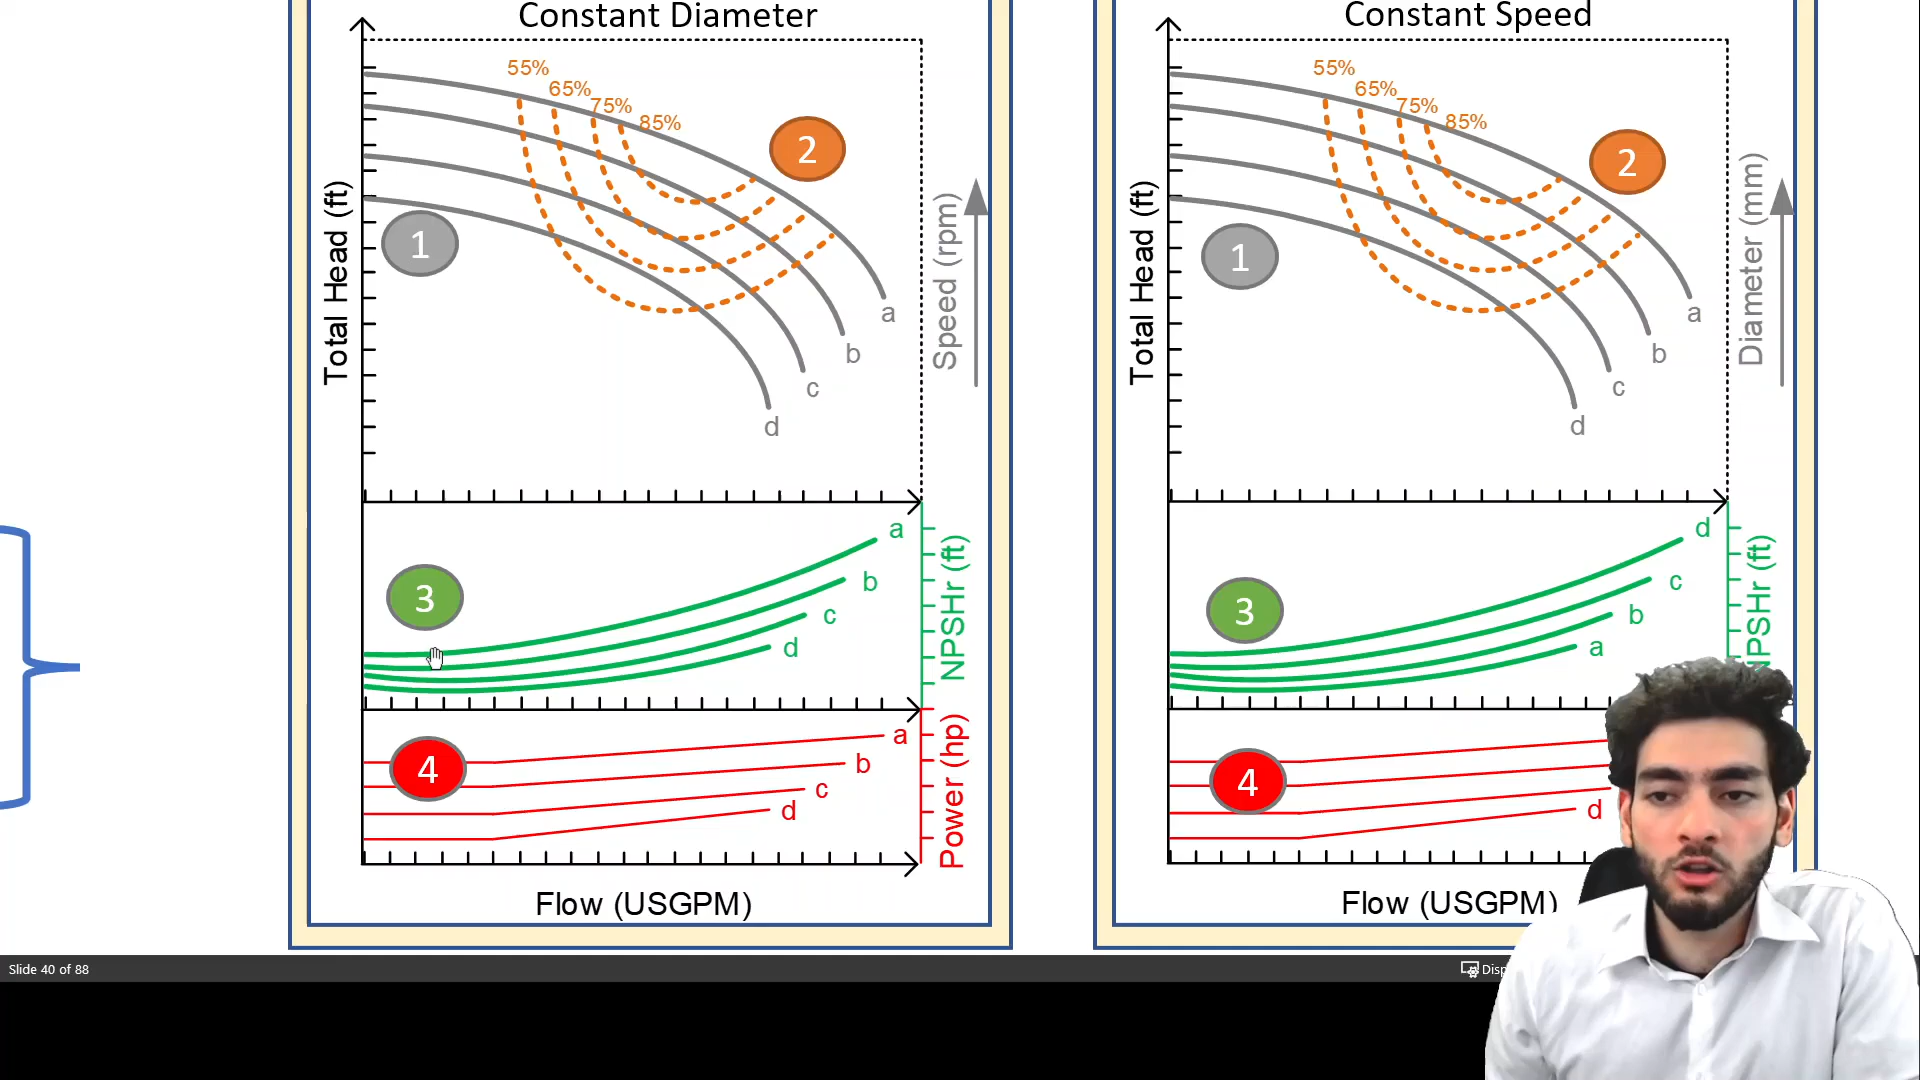 Constant Diameter
55%
65%
75%
85%
2
1
Total Head (ft)
Speed (rpm)
a
b
c
d
3
a
b
c
d
NPSHr (ft)
4
a
b
c
d
Power (hp)
Flow (USGPM)
Constant Speed
55%
65%
75%
85%
2
1
Total Head (ft)
Diameter (mm)
a
b
c
d
3
d
c
b
a
NPSHr (ft)
4
d
Flow (USGPM)
Slide 40 of 88